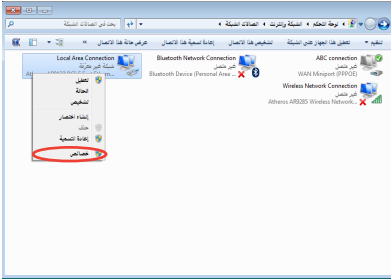 لوحة التحكم ◂ الشبكة وإنترنت ◂ اتصالات الشبكة
بحث في اتصالات الشبكة
تنظيم تعطيل هذا الجهاز على الشبكة تشخيص هذا الاتصال إعادة تسمية هذا الاتصال عرض حالة هذا الاتصال
ABC connection
غير متصل
WAN Miniport (PPPOE)
Bluetooth Network Connection
غير متصل
Bluetooth Device (Personal Area ...
Local Area Connection
شبكة غير معرّفة
Wireless Network Connection
غير متصل
Atheros AR9285 Wireless Network...
تعطيل
الحالة
تشخيص
إنشاء اختصار
حذف
إعادة التسمية
خصائص